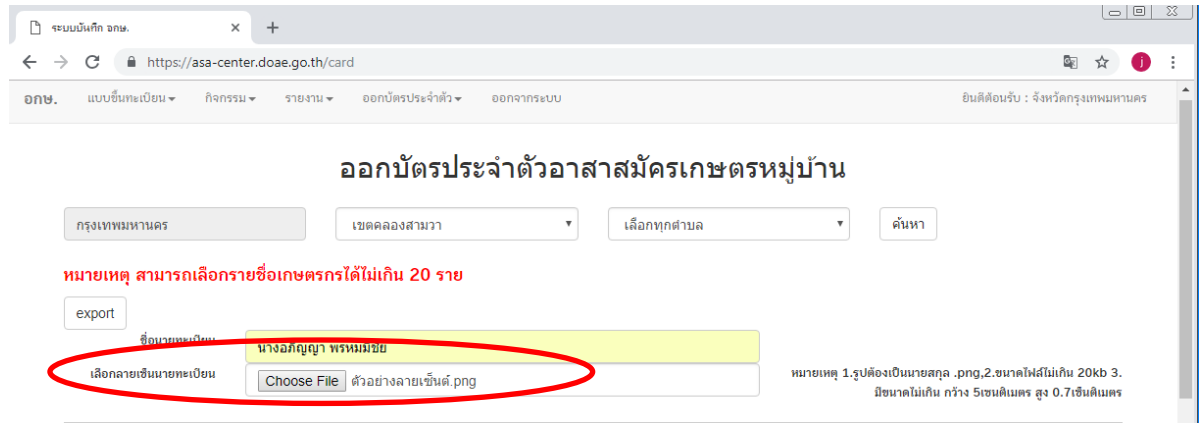 ระบบบันทึก อกษ.
https://asa-center.doae.go.th/card
j
อกษ. แบบขึ้นทะเบียน กิจกรรม รายงาน ออกบัตรประจำตัว ออกจากระบบ ยินดีต้อนรับ : จังหวัดกรุงเทพมหานคร
ออกบัตรประจำตัวอาสาสมัครเกษตรหมู่บ้าน
กรุงเทพมหานคร เขตคลองสามวา เลือกทุกตำบล ค้นหา
หมายเหตุ สามารถเลือกรายชื่อเกษตรกรได้ไม่เกิน 20 ราย
export
ชื่อนายทะเบียน นางอภิญญา พรหมมิชัย
เลือกลายเซ็นนายทะเบียน Choose File ตัวอย่างลายเซ็นต์.png
หมายเหตุ 1.รูปต้องเป็นนายสกุล .png,2.ขนาดไฟล์ไม่เกิน 20kb 3.
มีขนาดไม่เกิน กว้าง 5เซนติเมตร สูง 0.7เซ็นติเมตร